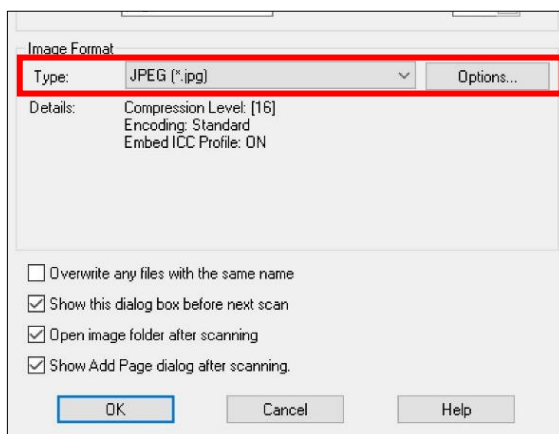 Image Format
Type: JPEG (*.jpg) Options...
Details: Compression Level: [16]
Encoding: Standard
Embed ICC Profile: ON
Overwrite any files with the same name
Show this dialog box before next scan
Open image folder after scanning
Show Add Page dialog after scanning.
OK Cancel Help